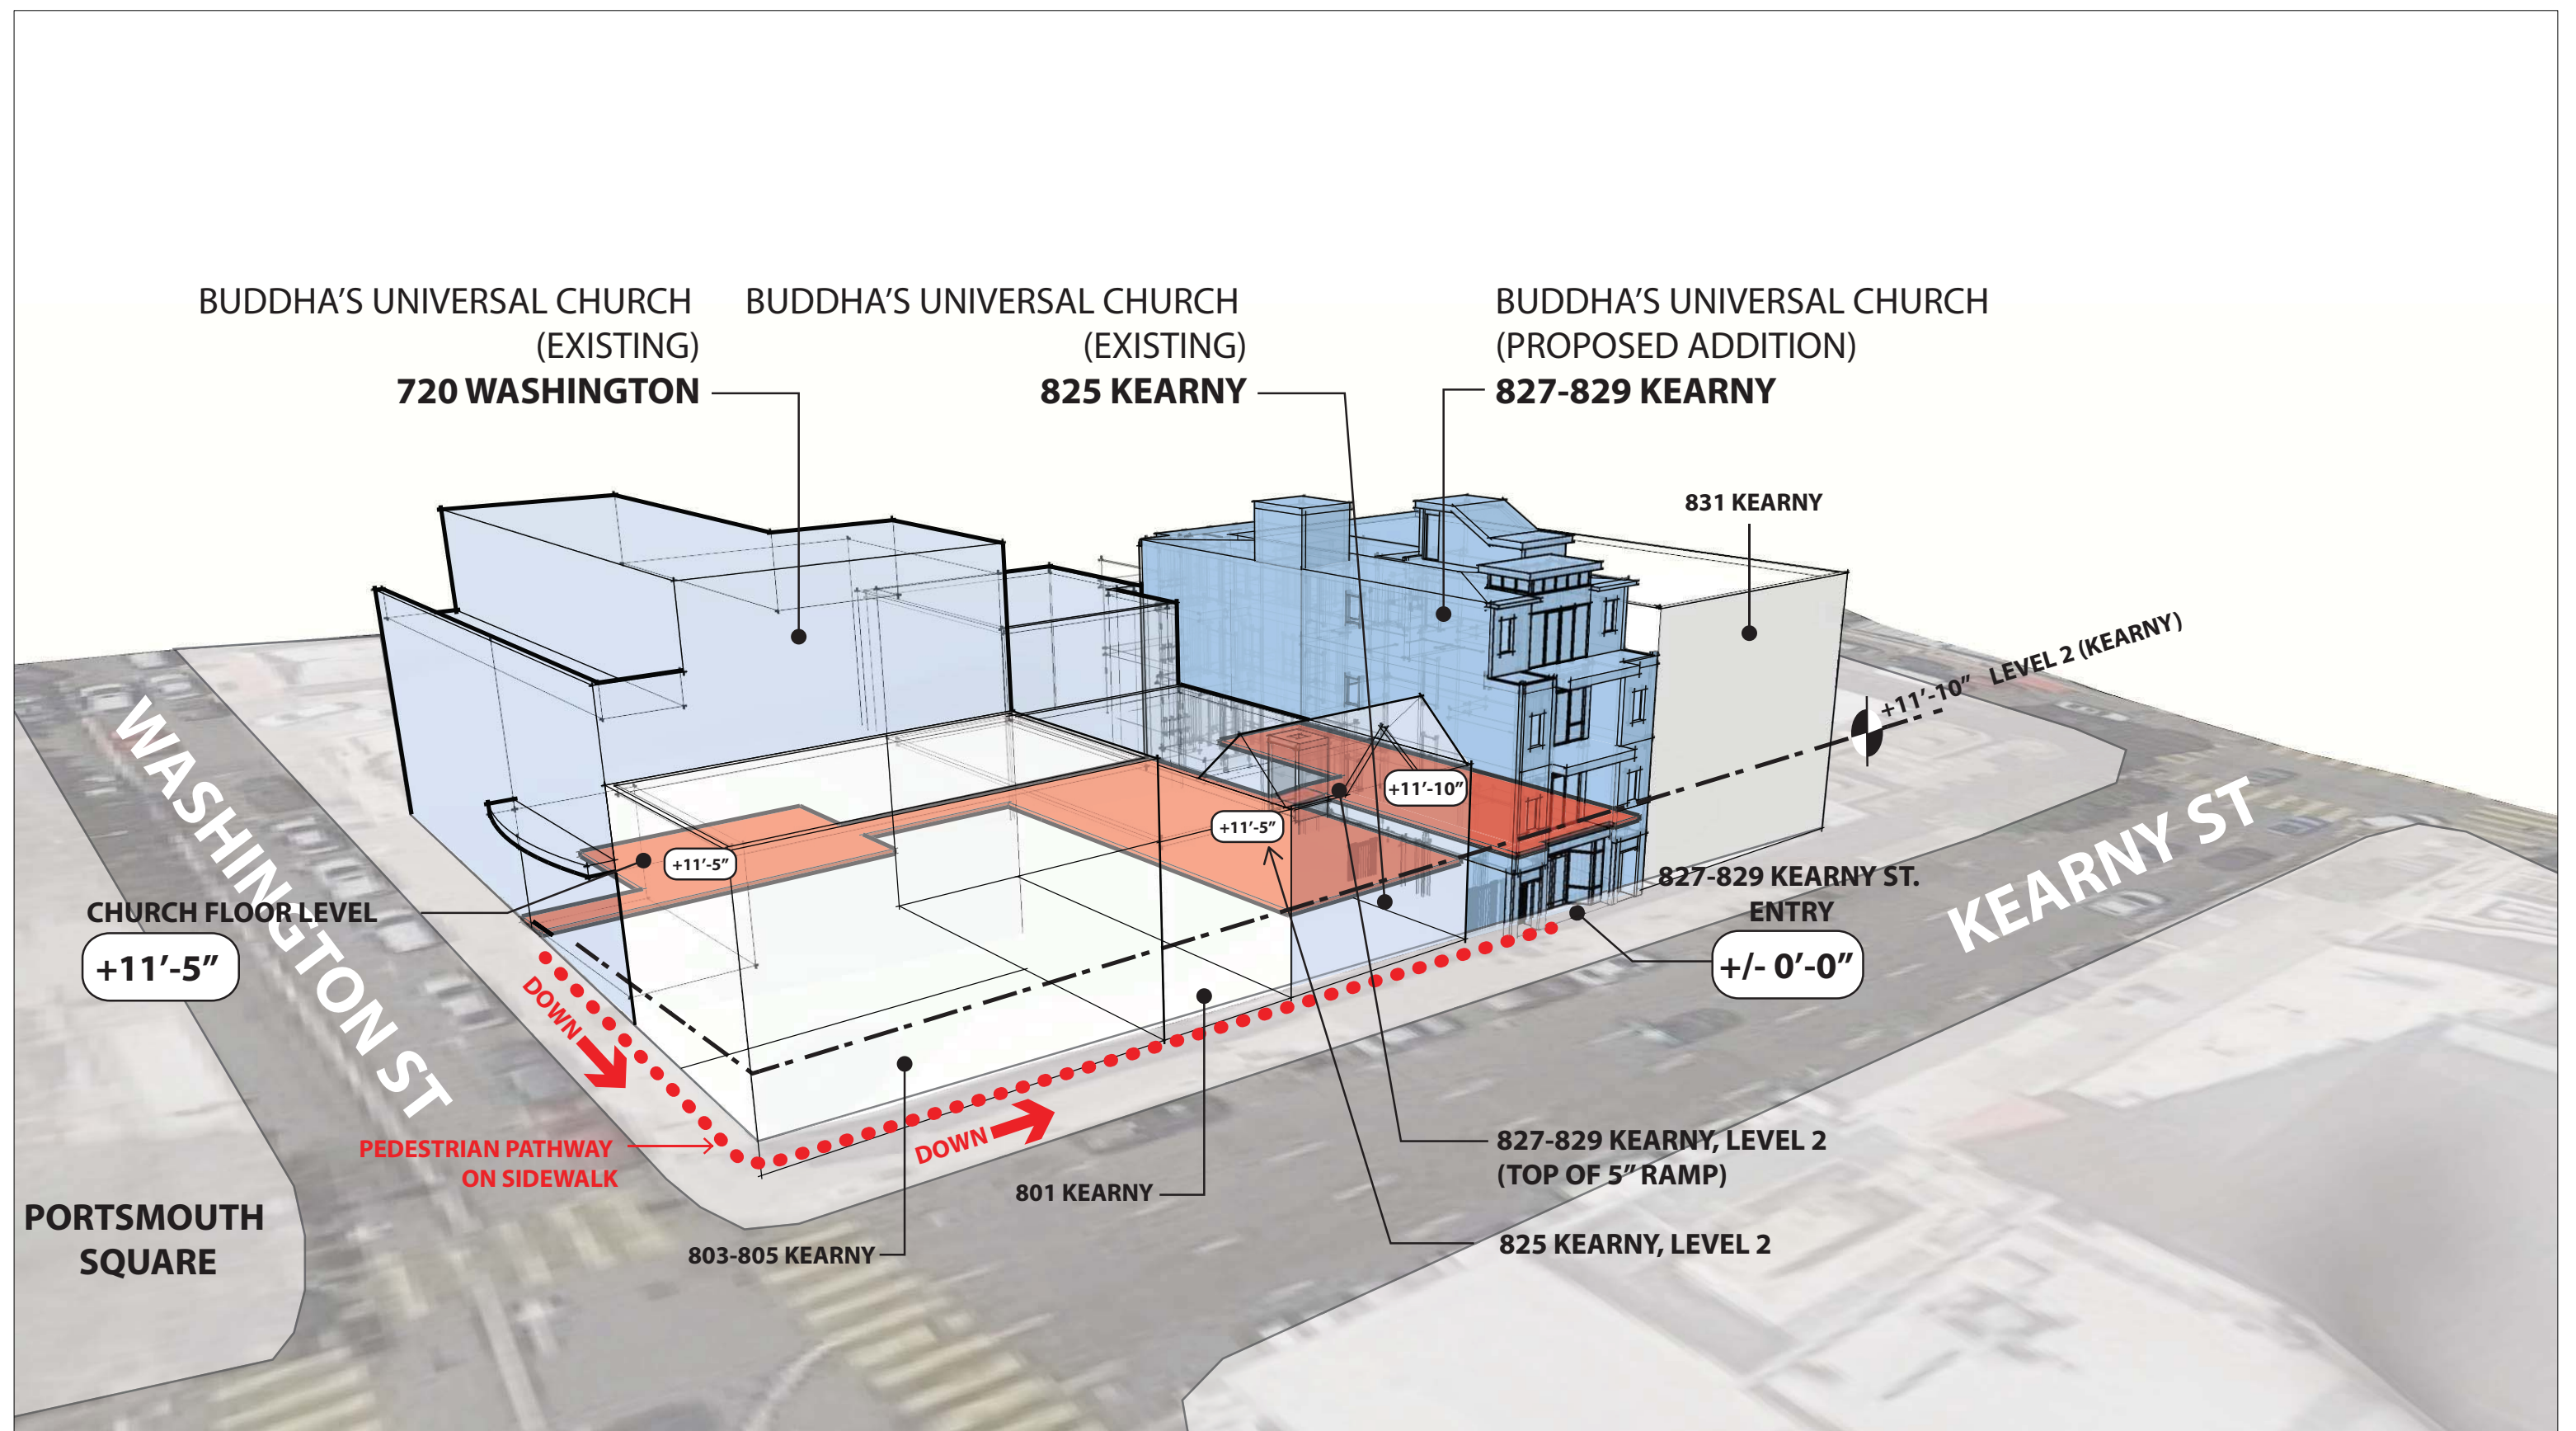 BUDDHA’S UNIVERSAL CHURCH
(EXISTING)
720 WASHINGTON
BUDDHA’S UNIVERSAL CHURCH
(EXISTING)
825 KEARNY
BUDDHA’S UNIVERSAL CHURCH
(PROPOSED ADDITION)
827-829 KEARNY
831 KEARNY
+11’-10” LEVEL 2 (KEARNY)
WASHINGTON ST
KEARNY ST
+11’-10”
+11’-5”
+11’-5”
CHURCH FLOOR LEVEL
+11’-5”
827-829 KEARNY ST.
ENTRY
+/- 0’-0”
DOWN
DOWN
PEDESTRIAN PATHWAY
ON SIDEWALK
827-829 KEARNY, LEVEL 2
(TOP OF 5” RAMP)
801 KEARNY
825 KEARNY, LEVEL 2
803-805 KEARNY
PORTSMOUTH
SQUARE